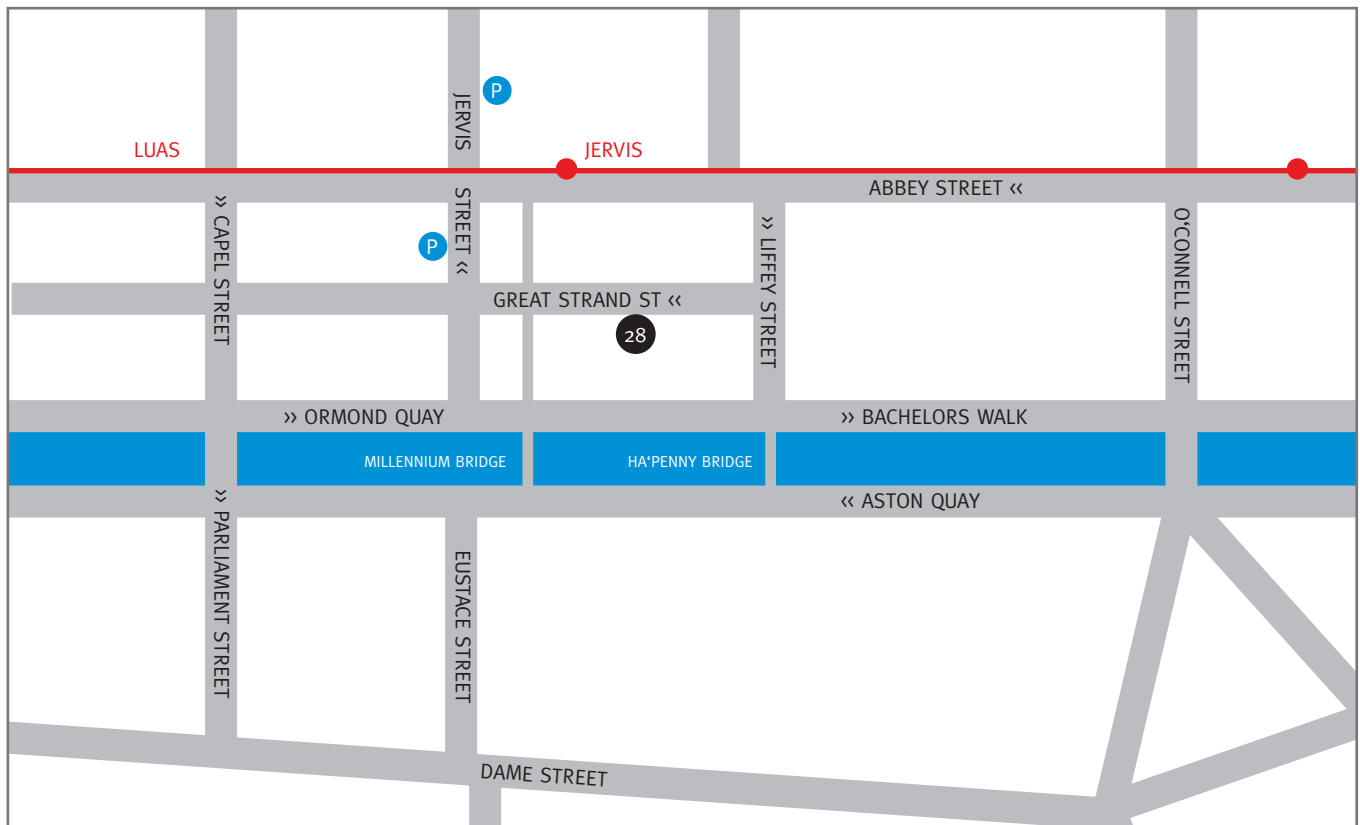 P
JERVIS
LUAS
JERVIS
ABBEY STREET ‹‹
STREET ‹‹
›› CAPEL STREET
P
›› LIFFEY STREET
O‘CONNELL STREET
GREAT STRAND ST ‹‹
28
›› ORMOND QUAY
›› BACHELORS WALK
MILLENNIUM BRIDGE
HA‘PENNY BRIDGE
‹‹ ASTON QUAY
›› PARLIAMENT STREET
EUSTACE STREET
DAME STREET